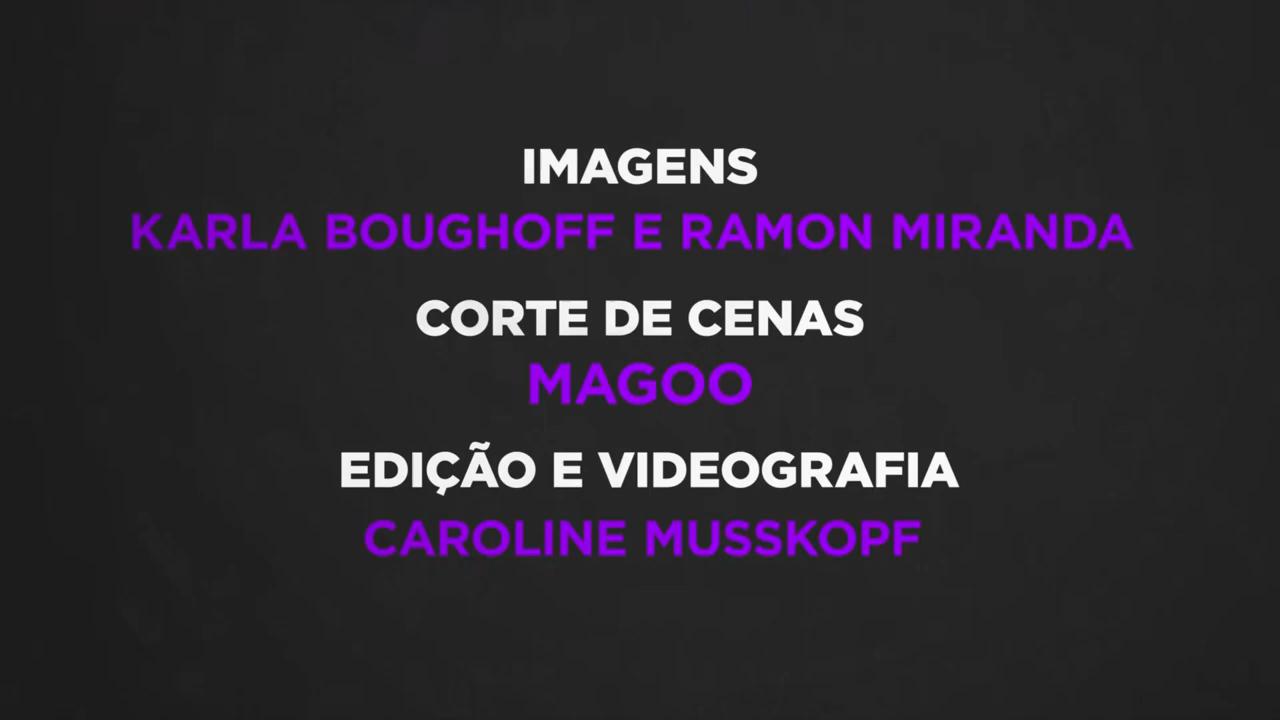 IMAGENS
KARLA BOUGHOFF E RAMON MIRANDA
CORTE DE CENAS
MAGOO
EDIÇÃO E VIDEOGRAFIA
CAROLINE MUSSKOPF